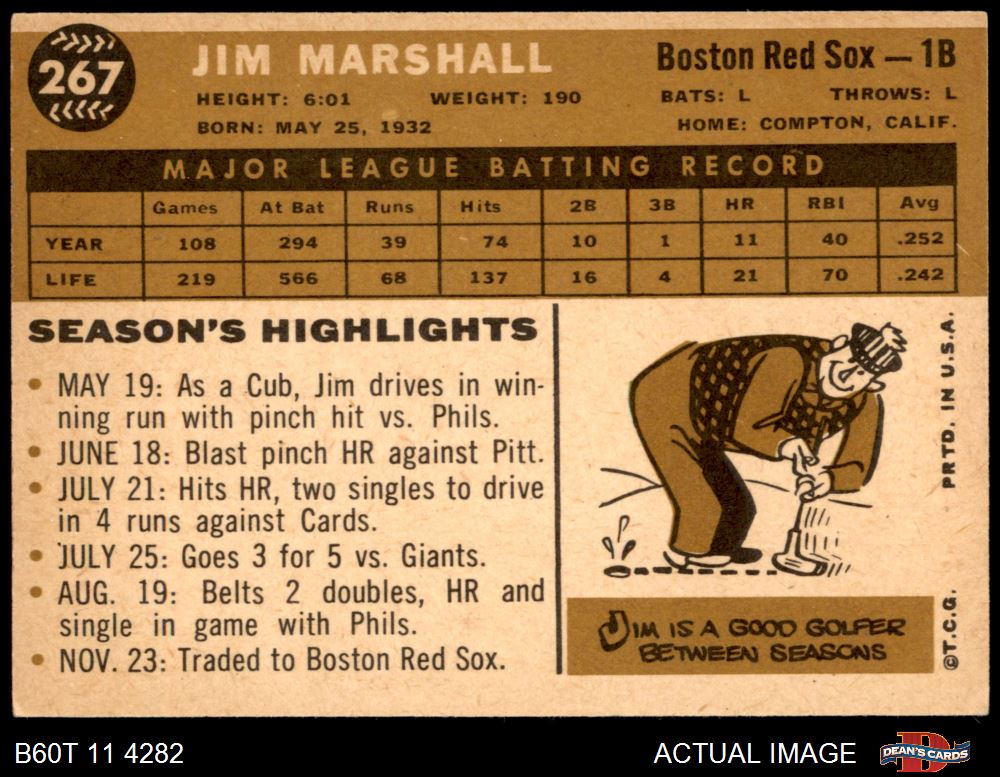 267
JIM MARSHALL
Boston Red Sox — 1B
HEIGHT: 6:01 WEIGHT: 190 BATS: L THROWS: L
BORN: MAY 25, 1932 HOME: COMPTON, CALIF.
MAJOR LEAGUE BATTING RECORD
Games At Bat Runs Hits 2B 3B HR RBI Avg
YEAR 108 294 39 74 10 1 11 40 .252
LIFE 219 566 68 137 16 4 21 70 .242
SEASON'S HIGHLIGHTS
• MAY 19: As a Cub, Jim drives in win-
ning run with pinch hit vs. Phils.
• JUNE 18: Blast pinch HR against Pitt.
• JULY 21: Hits HR, two singles to drive
in 4 runs against Cards.
• JULY 25: Goes 3 for 5 vs. Giants.
• AUG. 19: Belts 2 doubles, HR and
single in game with Phils.
• NOV. 23: Traded to Boston Red Sox.
JIM IS A GOOD GOLFER
BETWEEN SEASONS
©T.C.G. PRTD. IN U.S.A.
B60T 11 4282
ACTUAL IMAGE
DEAN'S CARDS